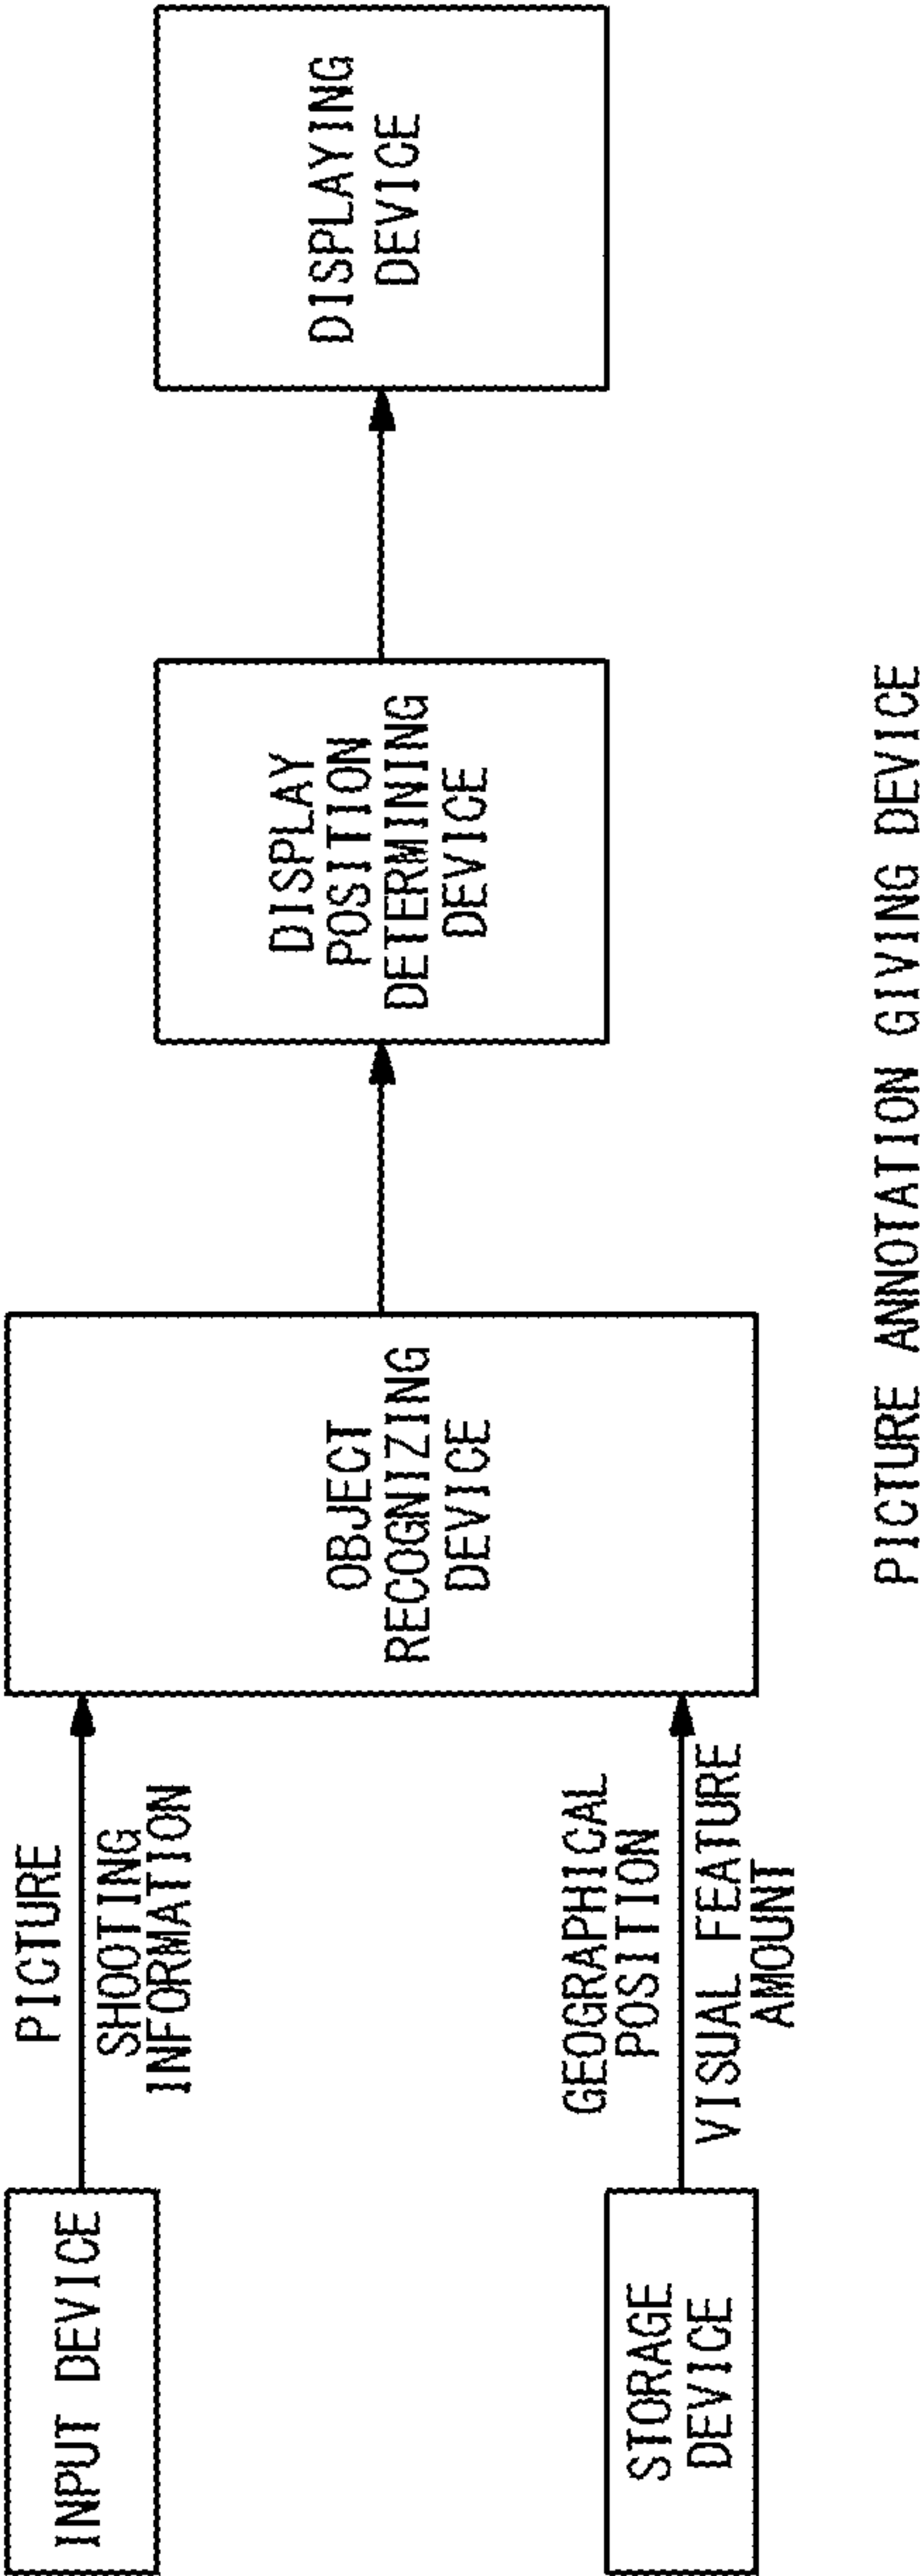 INPUT DEVICE
PICTURE
SHOOTING
INFORMATION
STORAGE
DEVICE
GEOGRAPHICAL
POSITION
VISUAL FEATURE
AMOUNT
OBJECT
RECOGNIZING
DEVICE
DISPLAY
POSITION
DETERMINING
DEVICE
DISPLAYING
DEVICE
PICTURE ANNOTATION GIVING DEVICE